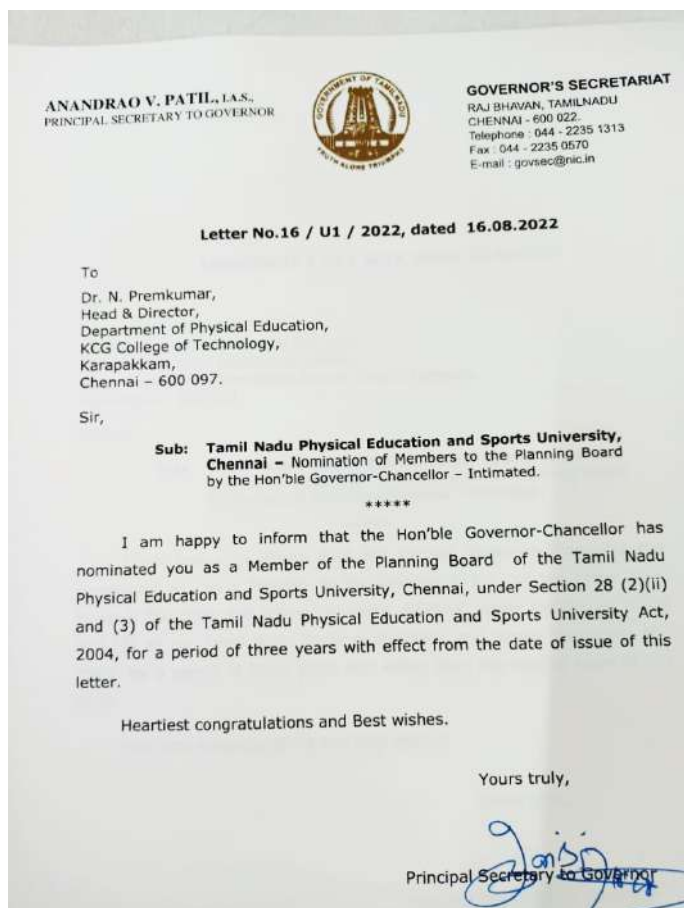 ANANDRAO V. PATIL, I.A.S.,
PRINCIPAL SECRETARY TO GOVERNOR
GOVERNMENT OF TAMILNADU
TRUTH ALONE TRIUMPHS
GOVERNOR'S SECRETARIAT
RAJ BHAVAN, TAMILNADU
CHENNAI - 600 022.
Telephone : 044 - 2235 1313
Fax : 044 - 2235 0570
E-mail : govsec@nic.in
Letter No.16 / U1 / 2022, dated 16.08.2022
To
Dr. N. Premkumar,
Head & Director,
Department of Physical Education,
KCG College of Technology,
Karapakkam,
Chennai – 600 097.
Sir,
Sub: Tamil Nadu Physical Education and Sports University,
Chennai – Nomination of Members to the Planning Board
by the Hon'ble Governor-Chancellor – Intimated.
*****
I am happy to inform that the Hon'ble Governor-Chancellor has
nominated you as a Member of the Planning Board of the Tamil Nadu
Physical Education and Sports University, Chennai, under Section 28 (2)(ii)
and (3) of the Tamil Nadu Physical Education and Sports University Act,
2004, for a period of three years with effect from the date of issue of this
letter.
Heartiest congratulations and Best wishes.
Yours truly,
Principal Secretary to Governor